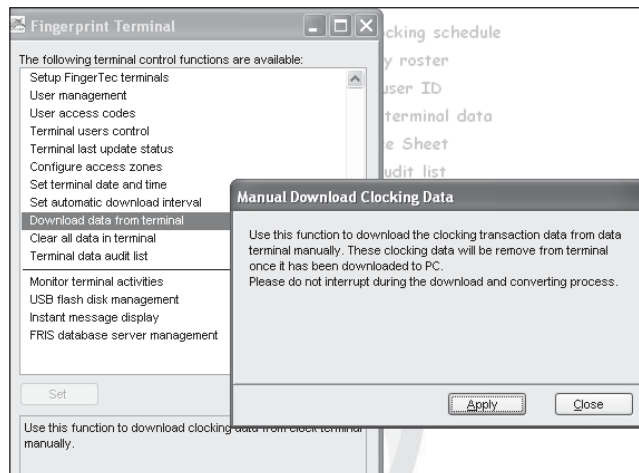 Fingerprint Terminal
The following terminal control functions are available:
Setup FingerTec terminals
User management
User access codes
Terminal users control
Terminal last update status
Configure access zones
Set terminal date and time
Set automatic download interval
Download data from terminal
Clear all data in terminal
Terminal data audit list
Monitor terminal activities
USB flash disk management
Instant message display
FRIS database server management
Set
Use this function to download clocking data from clock terminal
manually.
cking schedule
y roster
user ID
terminal data
e Sheet
udit list
Manual Download Clocking Data
Use this function to download the clocking transaction data from data
terminal manually. These clocking data will be remove from terminal
once it has been downloaded to PC.
Please do not interrupt during the download and converting process.
Apply
Close